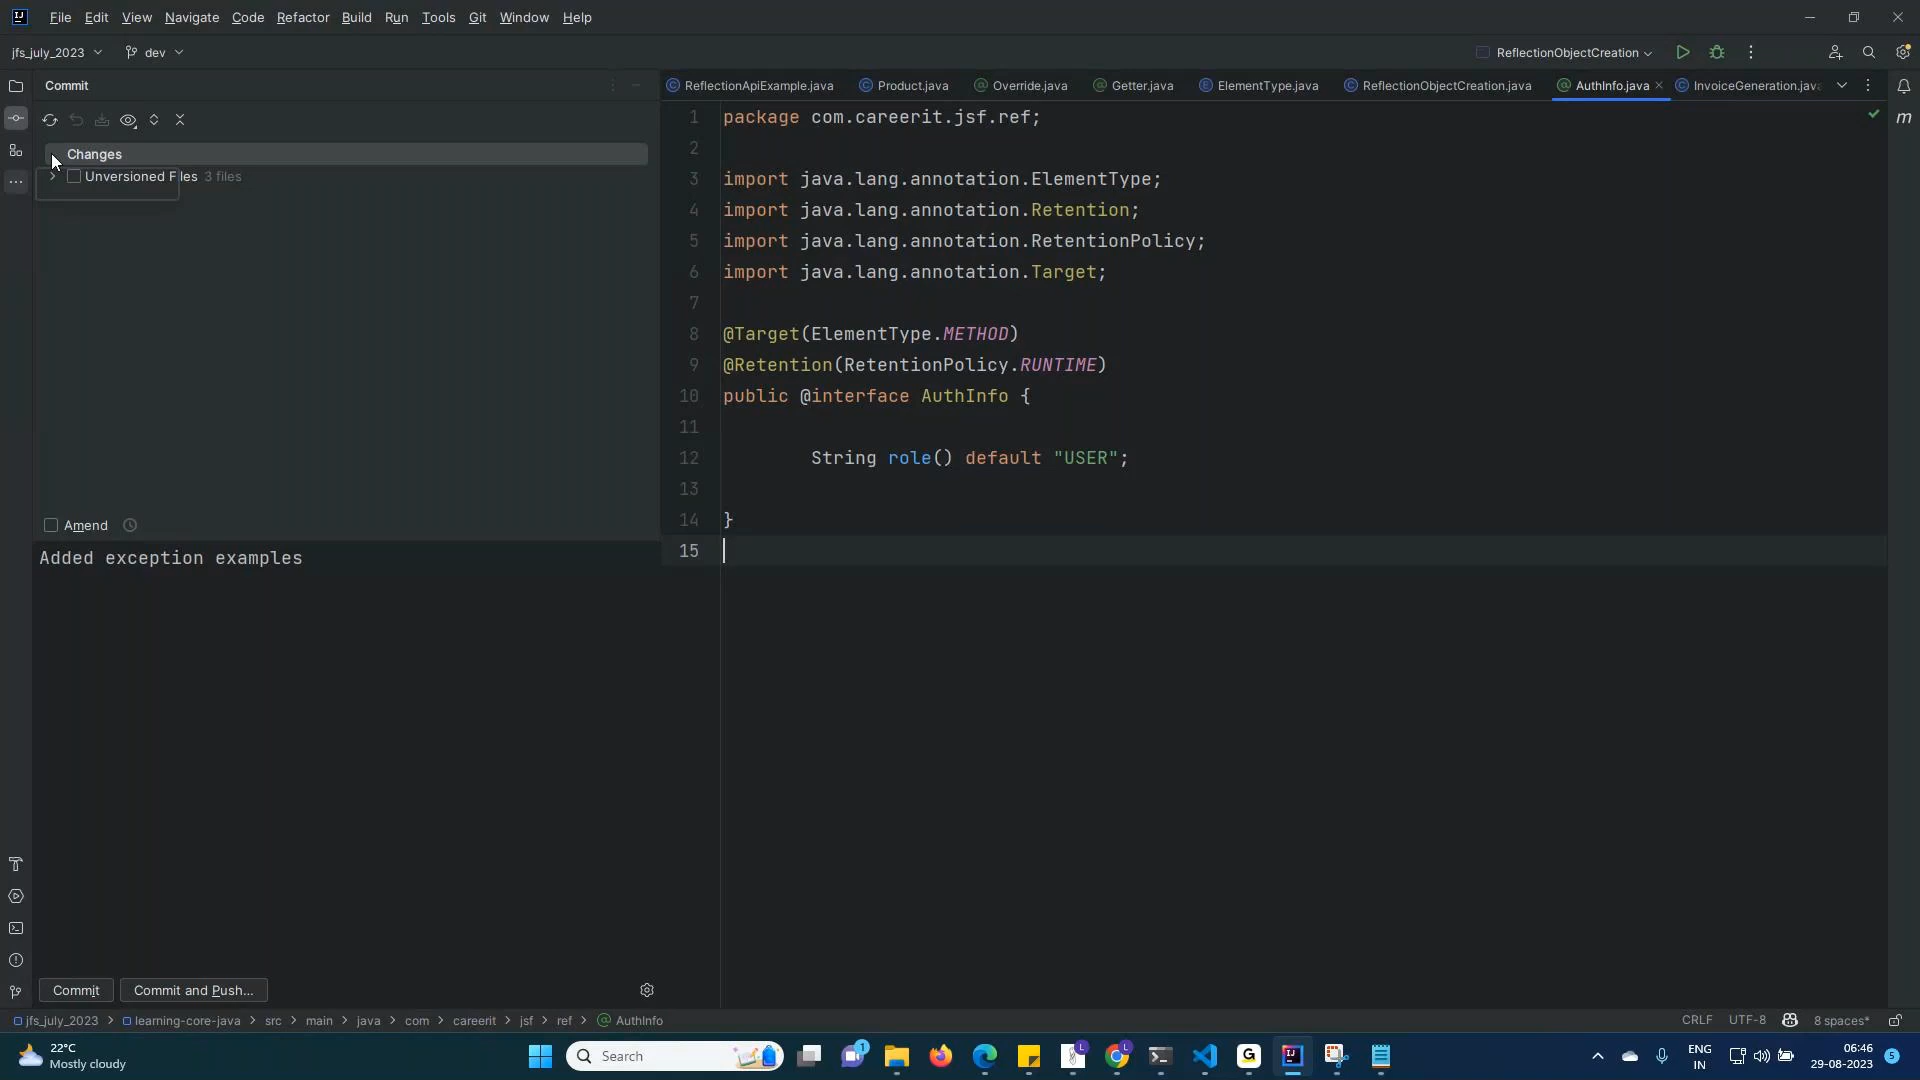 File Edit View Navigate Code Refactor Build Run Tools Git Window Help
jfs_july_2023 dev ReflectionObjectCreation
Commit
ReflectionApiExample.java Product.java Override.java Getter.java ElementType.java ReflectionObjectCreation.java AuthInfo.java InvoiceGeneration.java
Changes
Unversioned Files 3 files
Amend
Added exception examples
Commit Commit and Push...
1 package com.careerit.jsf.ref;
2
3 import java.lang.annotation.ElementType;
4 import java.lang.annotation.Retention;
5 import java.lang.annotation.RetentionPolicy;
6 import java.lang.annotation.Target;
7
8 @Target(ElementType.METHOD)
9 @Retention(RetentionPolicy.RUNTIME)
10 public @interface AuthInfo {
11
12 String role() default "USER";
13
14 }
15
m
jfs_july_2023 > learning-core-java > src > main > java > com > careerit > jsf > ref > AuthInfo
CRLF UTF-8 8 spaces*
22°C
Mostly cloudy
Search
ENG
IN
06:46
29-08-2023
5